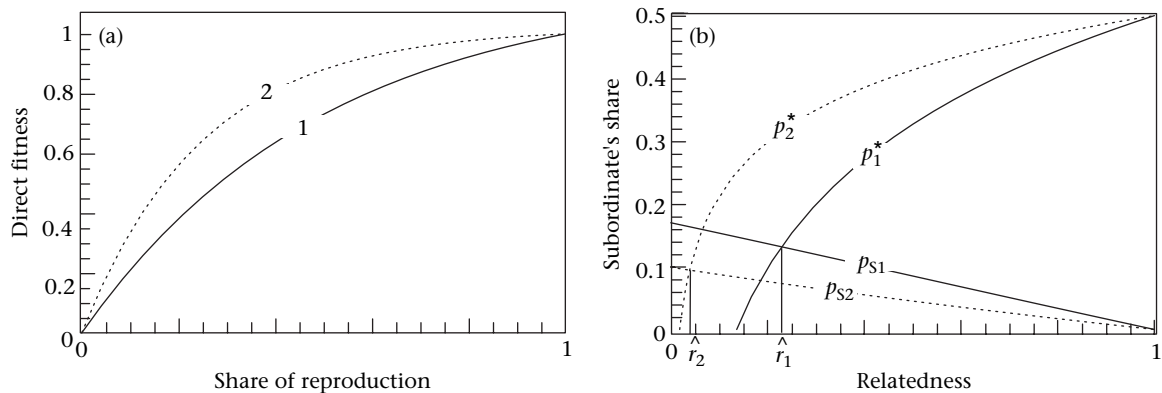 (a)
1
0.8
0.6
0.4
0.2
0
0
1
Direct fitness
Share of reproduction
2
1
(b)
0.5
0.4
0.3
0.2
0.1
0
0
r̂₂
r̂₁
1
Subordinate's share
Relatedness
p₂*
p₁*
pS1
pS2